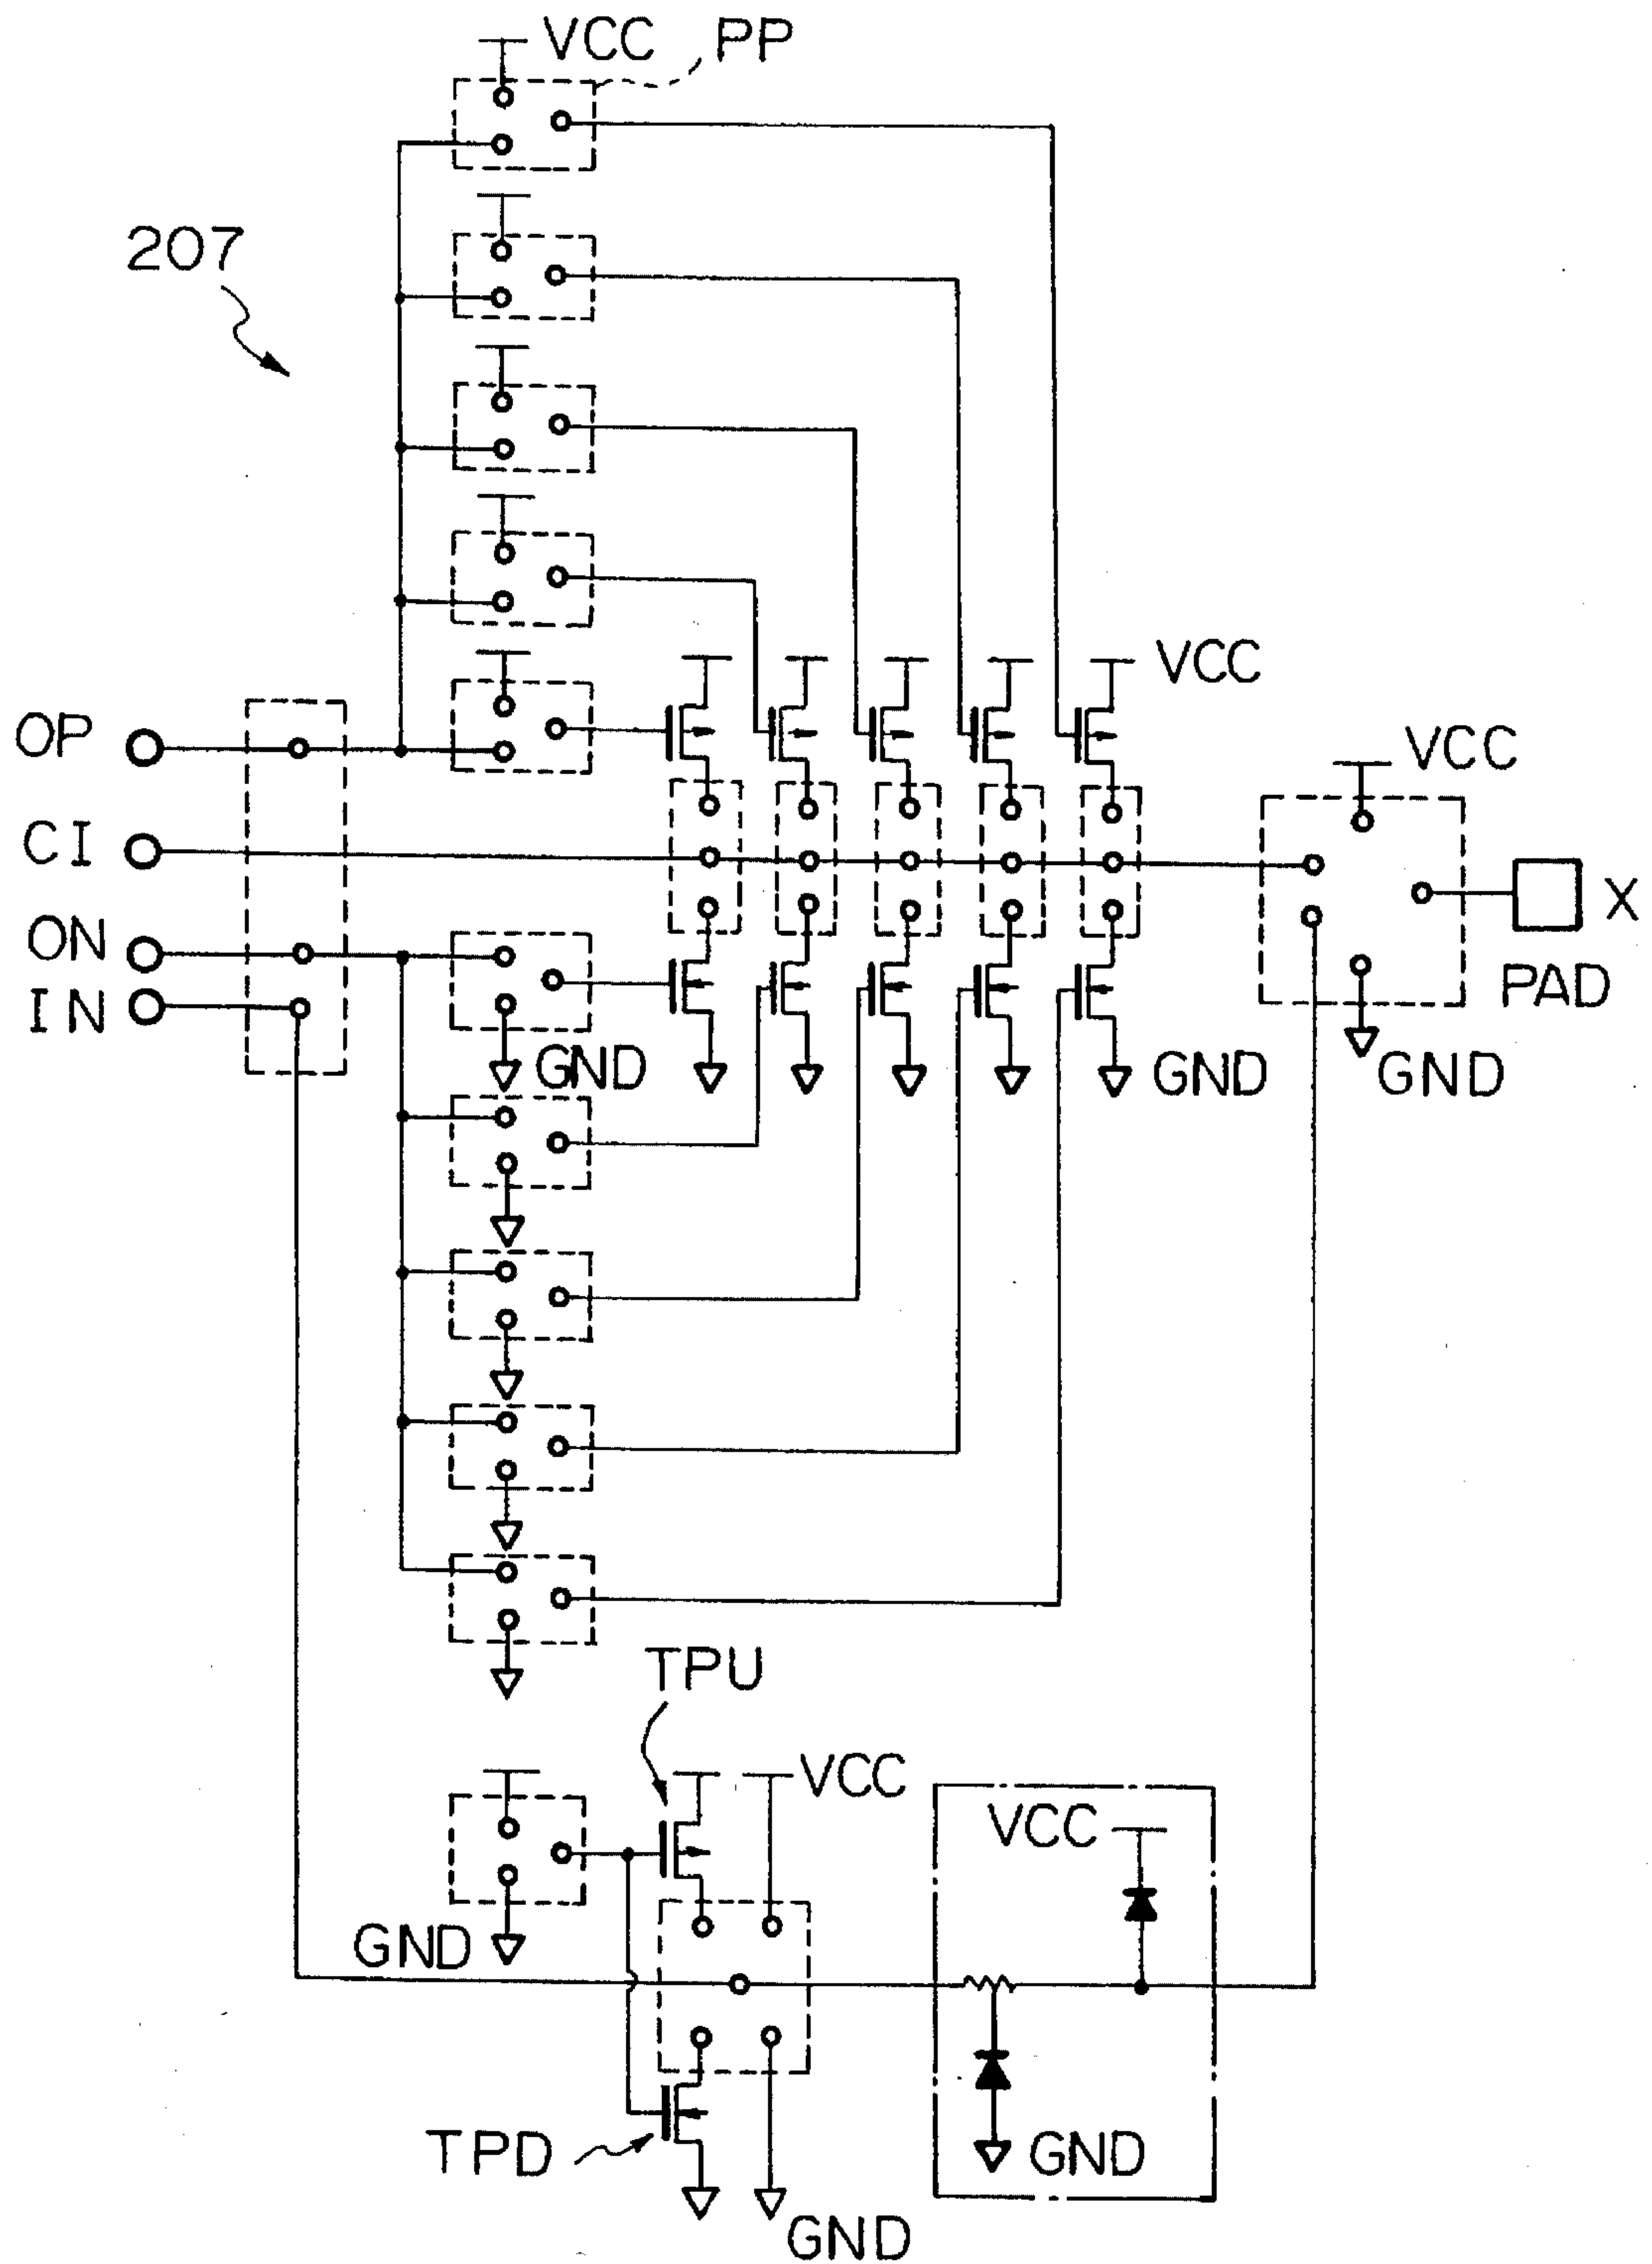 VCC
PP
207
VCC
OP
VCC
CI
X
ON
PAD
IN
GND
GND
GND
TPU
VCC
VCC
GND
TPD
GND
GND